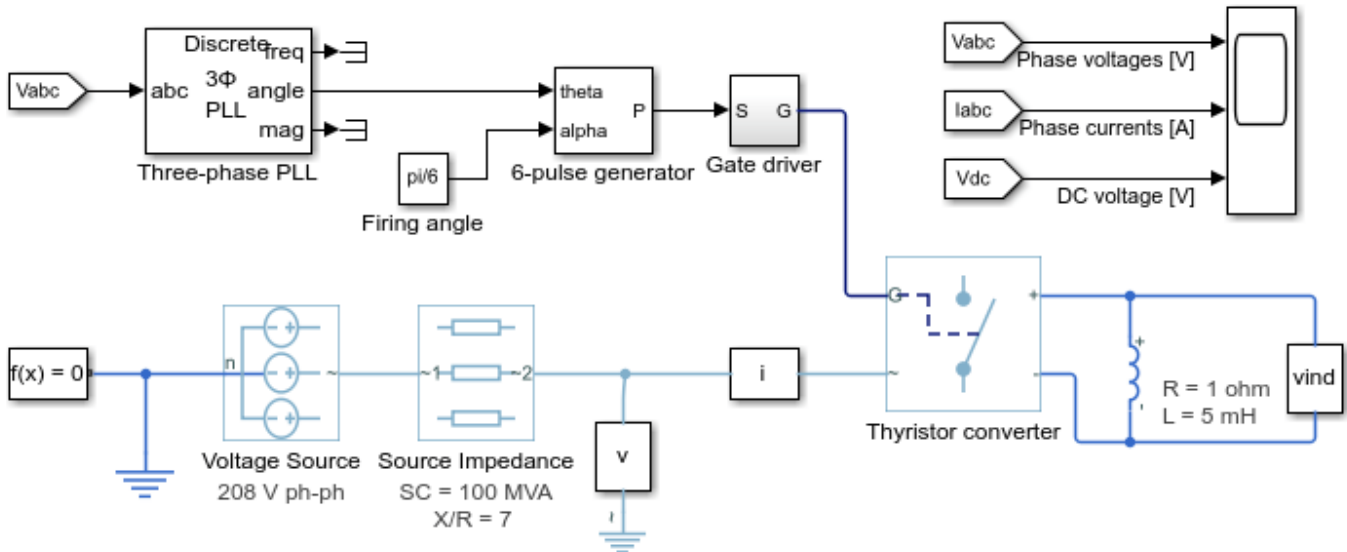 Vabc
Discrete
3Φ
PLL
abc
freq
angle
mag
Three-phase PLL
pi/6
Firing angle
theta
alpha
P
6-pulse generator
S
G
Gate driver
Vabc
Phase voltages [V]
Iabc
Phase currents [A]
Vdc
DC voltage [V]
f(x) = 0
n
~
Voltage Source
208 V ph-ph
~1
~2
Source Impedance
SC = 100 MVA
X/R = 7
v
~
i
G
~
+
-
Thyristor converter
+
-
R = 1 ohm
L = 5 mH
vind